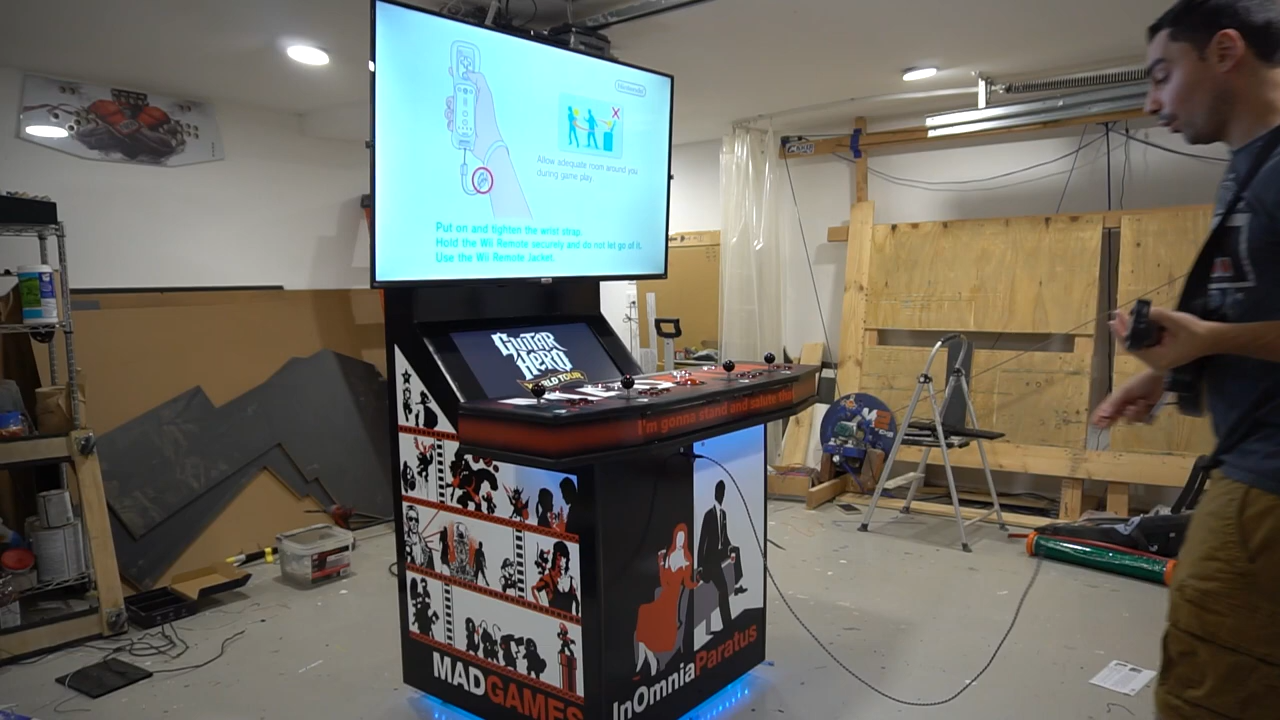 Nintendo
Allow adequate room around you
during game play.
Put on and tighten the wrist strap.
Hold the Wii Remote securely and do not let go of it.
Use the Wii Remote Jacket.
GUITAR
HERO
WORLD TOUR
I'm gonna stand and salute the
MADGAMES
InOmniaParatus